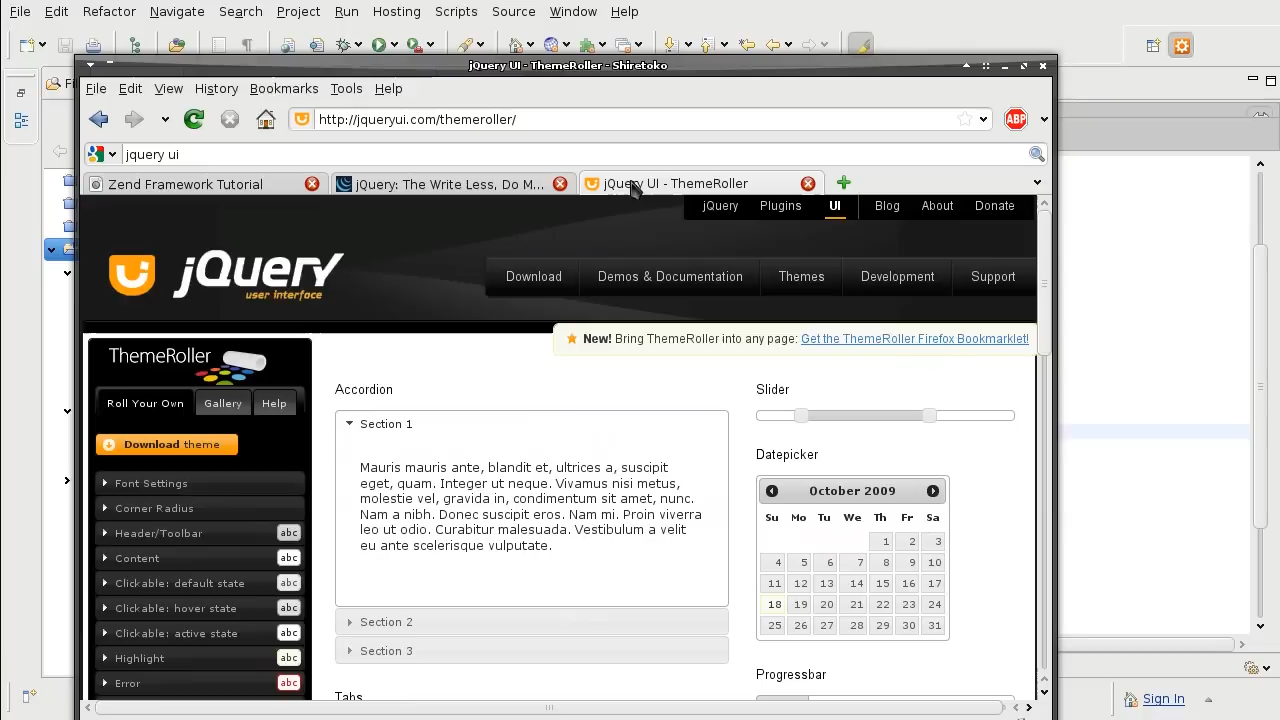 File Edit Refactor Navigate Search Project Run Hosting Scripts Source Window Help
jQuery UI - ThemeRoller - Shiretoko
File Edit View History Bookmarks Tools Help
http://jqueryui.com/themeroller/
ABP
jquery ui
Zend Framework Tutorial
jQuery: The Write Less, Do M...
jQuery UI - ThemeRoller
jQuery Plugins UI Blog About Donate
jQuery
user interface
Download Demos & Documentation Themes Development Support
New! Bring ThemeRoller into any page: Get the ThemeRoller Firefox Bookmarklet!
ThemeRoller
Roll Your Own Gallery Help
Download theme
Font Settings
Corner Radius
Header/Toolbar abc
Content abc
Clickable: default state abc
Clickable: hover state abc
Clickable: active state abc
Highlight abc
Error abc
Accordion
Section 1
Mauris mauris ante, blandit et, ultrices a, suscipit
eget, quam. Integer ut neque. Vivamus nisi metus,
molestie vel, gravida in, condimentum sit amet, nunc.
Nam a nibh. Donec suscipit eros. Nam mi. Proin viverra
leo ut odio. Curabitur malesuada. Vestibulum a velit
eu ante scelerisque vulputate.
Section 2
Section 3
Tabs
Slider
Datepicker
October 2009
Su Mo Tu We Th Fr Sa
1 2 3
4 5 6 7 8 9 10
11 12 13 14 15 16 17
18 19 20 21 22 23 24
25 26 27 28 29 30 31
Progressbar
Sign In